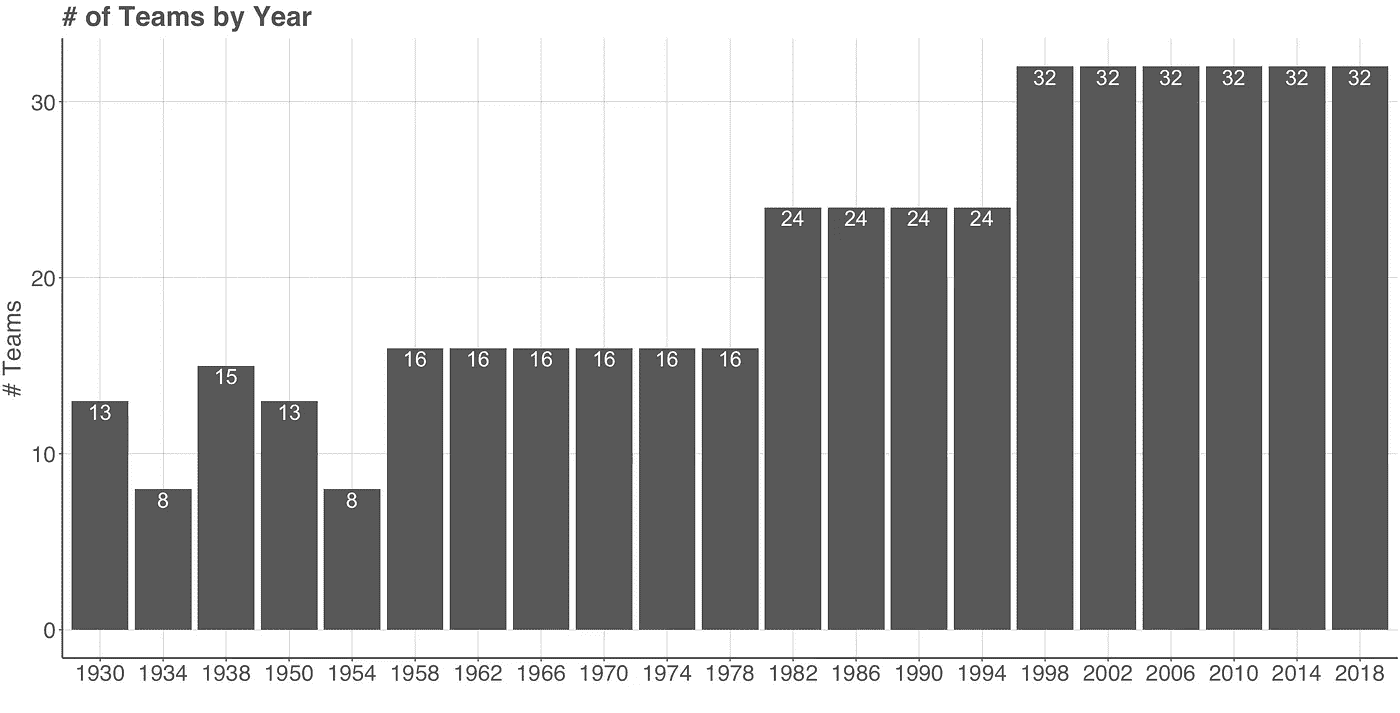 # of Teams by Year
# Teams
30
20
10
0
13 8 15 13 8 16 16 16 16 16 16 24 24 24 24 32 32 32 32 32 32
1930 1934 1938 1950 1954 1958 1962 1966 1970 1974 1978 1982 1986 1990 1994 1998 2002 2006 2010 2014 2018